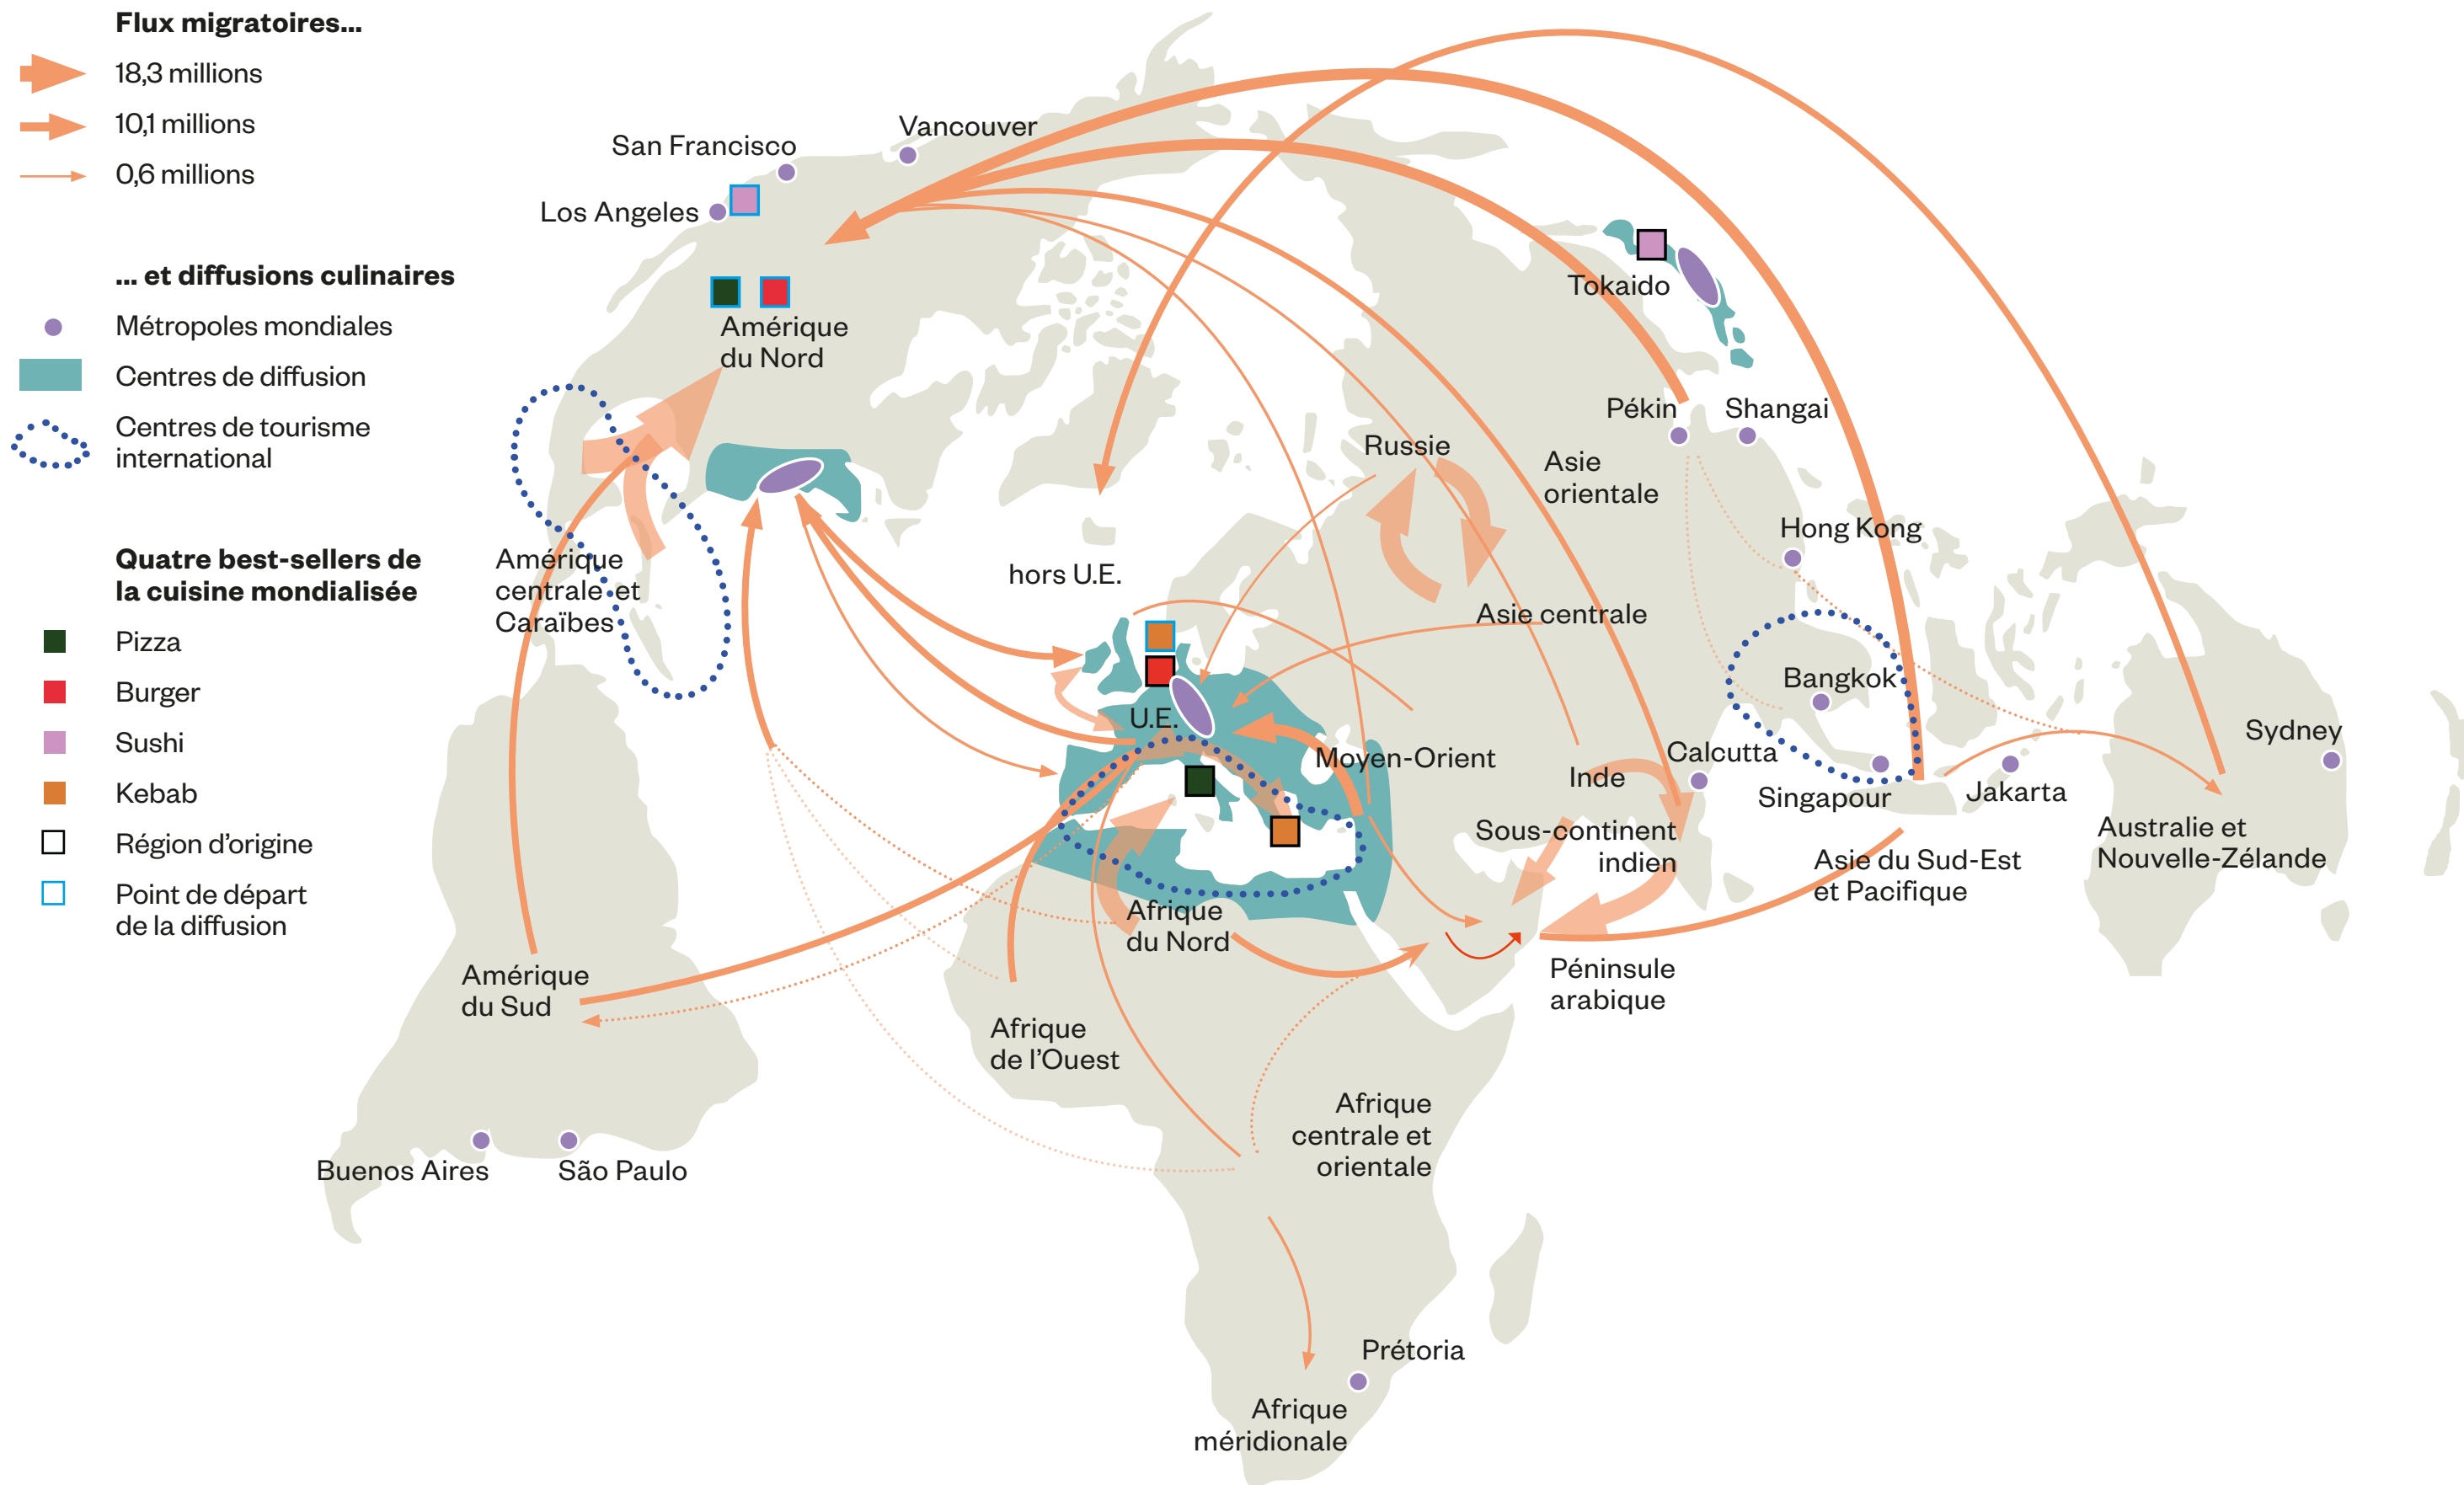 Flux migratoires...
18,3 millions
10,1 millions
0,6 millions
... et diffusions culinaires
Métropoles mondiales
Centres de diffusion
Centres de tourisme
international
Quatre best-sellers de
la cuisine mondialisée
Pizza
Burger
Sushi
Kebab
Région d'origine
Point de départ
de la diffusion
Vancouver
San Francisco
Los Angeles
Amérique
du Nord
Tokaido
Pékin
Shangai
Russie
Asie
orientale
Hong Kong
Amérique
centrale et
Caraïbes
hors U.E.
Asie centrale
Bangkok
U.E.
Moyen-Orient
Inde
Calcutta
Singapour
Jakarta
Sydney
Sous-continent
indien
Asie du Sud-Est
et Pacifique
Australie et
Nouvelle-Zélande
Afrique
du Nord
Péninsule
arabique
Amérique
du Sud
Afrique
de l'Ouest
Afrique
centrale et
orientale
Buenos Aires
São Paulo
Prétoria
Afrique
méridionale